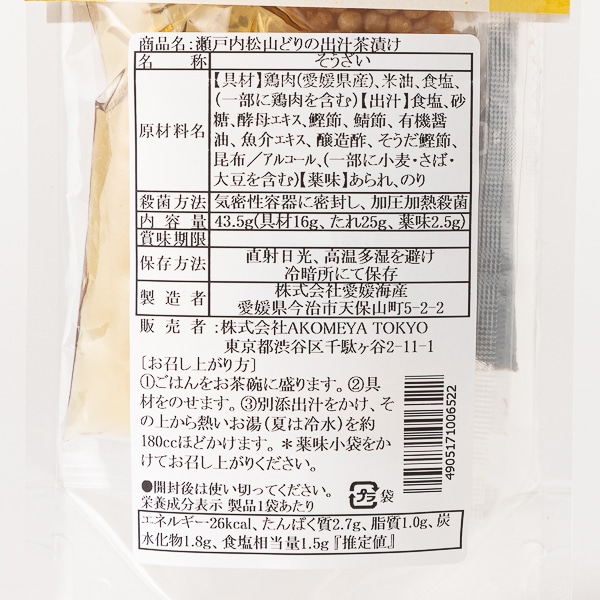 商品名:瀬戸内松山どりの出汁茶漬け
名称 そうざい
原材料名 【具材】鶏肉(愛媛県産)、米油、食塩、
(一部に鶏肉を含む)【出汁】食塩、砂
糖、酵母エキス、鰹節、鯖節、有機醤
油、魚介エキス、醸造酢、そうだ鰹節、
昆布/アルコール、(一部に小麦・さば・
大豆を含む)【薬味】あられ、のり
殺菌方法 気密性容器に密封し、加圧加熱殺菌
内容量 43.5g(具材16g、たれ25g、薬味2.5g)
賞味期限
保存方法 直射日光、高温多湿を避け
冷暗所にて保存
製造者 株式会社愛媛海産
愛媛県今治市天保山町5-2-2
販売者:株式会社AKOMEYA TOKYO
東京都渋谷区千駄ヶ谷2-11-1
[お召し上がり方]
①ごはんをお茶碗に盛ります。②具
材をのせます。③別添出汁をかけ、そ
の上から熱いお湯(夏は冷水)を約
180ccほどかけます。*薬味小袋をか
けてお召し上がりください。
●開封後は使い切ってください。
栄養成分表示 製品1袋あたり
プラ 袋
4905171006522
エネルギー26kcal、たんぱく質2.7g、脂質1.0g、炭
水化物1.8g、食塩相当量1.5g『推定値』